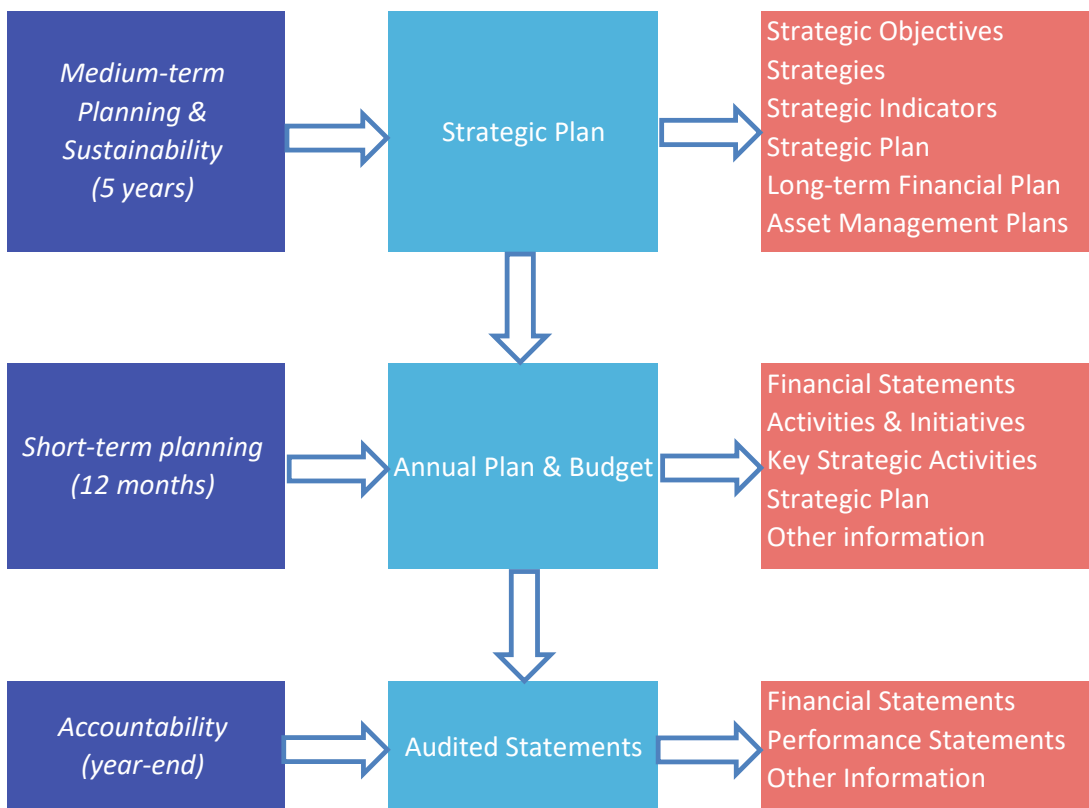 Medium-term
Planning &
Sustainability
(5 years)
Strategic Plan
Strategic Objectives
Strategies
Strategic Indicators
Strategic Plan
Long-term Financial Plan
Asset Management Plans
Short-term planning
(12 months)
Annual Plan & Budget
Financial Statements
Activities & Initiatives
Key Strategic Activities
Strategic Plan
Other information
Accountability
(year-end)
Audited Statements
Financial Statements
Performance Statements
Other Information